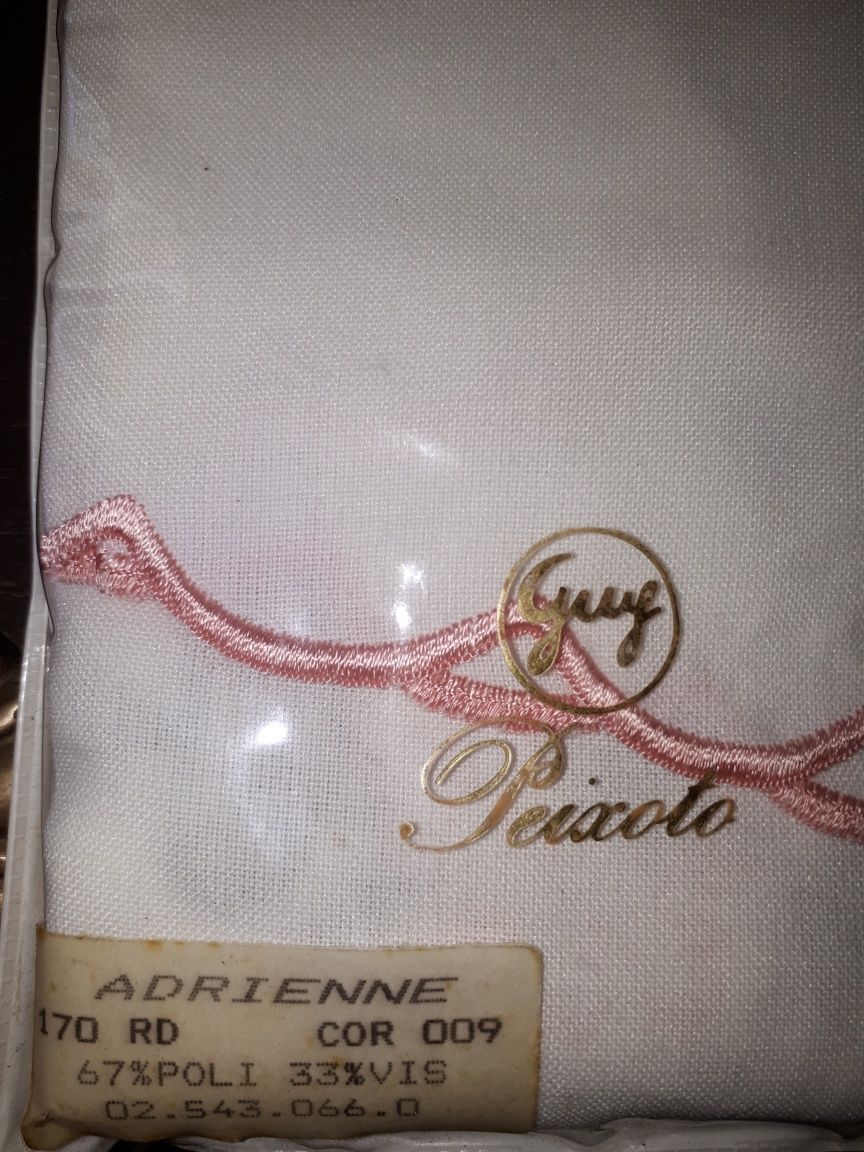 Guy
Peixoto
ADRIENNE
170 RD COR 009
67%POLI 33%VIS
02.543.066.0